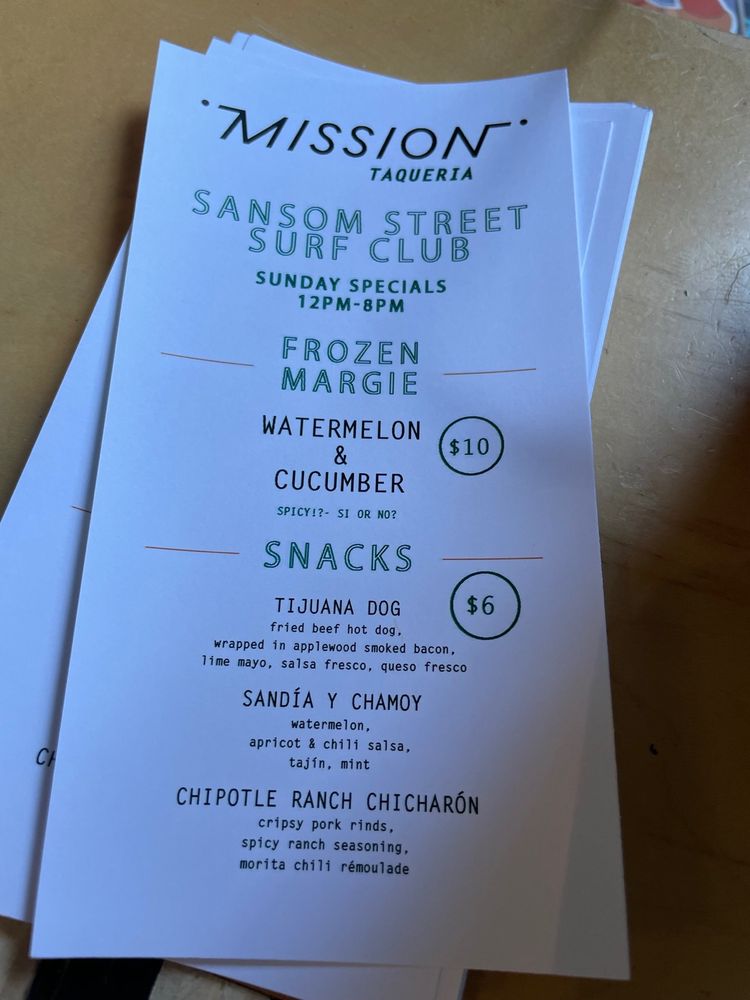 MISSION
TAQUERIA
SANSOM STREET
SURF CLUB
SUNDAY SPECIALS
12PM-8PM
FROZEN
MARGIE
WATERMELON
&
CUCUMBER
$10
SPICY!?- SI OR NO?
SNACKS
$6
TIJUANA DOG
fried beef hot dog,
wrapped in applewood smoked bacon,
lime mayo, salsa fresco, queso fresco
SANDÍA Y CHAMOY
watermelon,
apricot & chili salsa,
tajín, mint
CHIPOTLE RANCH CHICHARÓN
cripsy pork rinds,
spicy ranch seasoning,
morita chili rémoulade